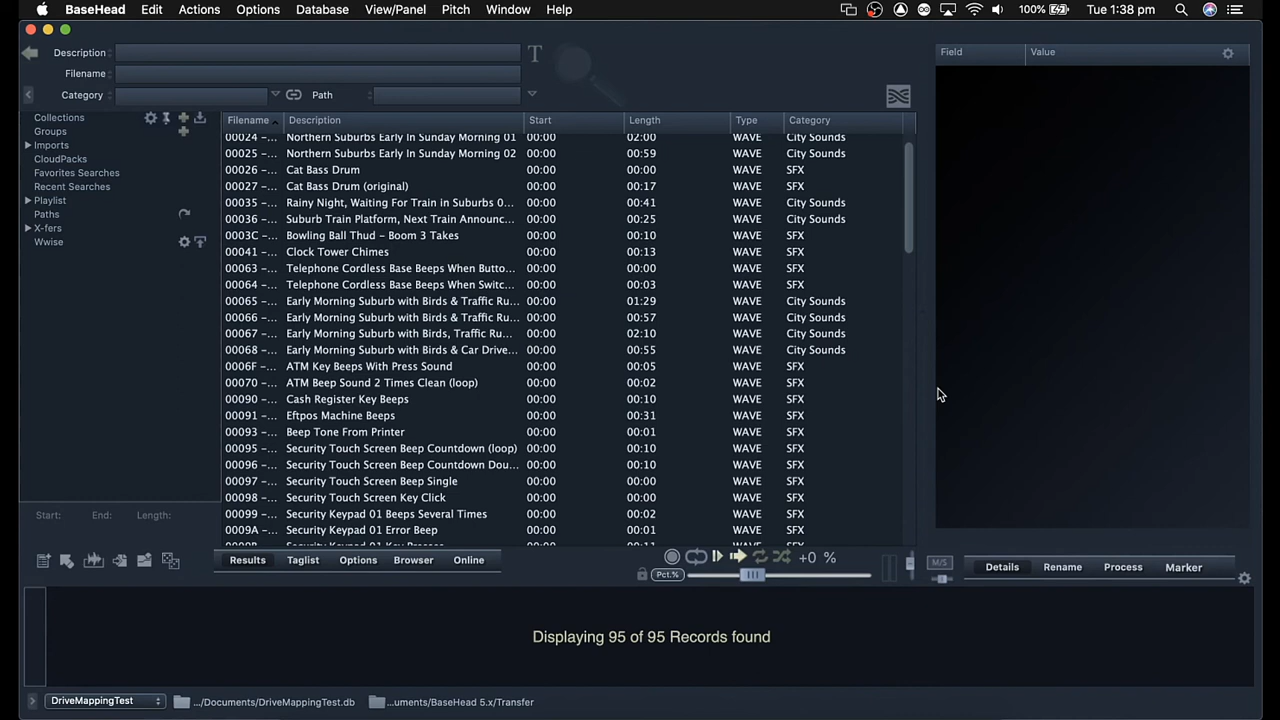 BaseHead Edit Actions Options Database View/Panel Pitch Window Help 100% Tue 1:38 pm
Description T Field Value
Filename
Category Path
Collections
Groups
Imports
CloudPacks
Favorites Searches
Recent Searches
Playlist
Paths
X-fers
Wwise
Filename Description Start Length Type Category
00024 –... Northern Suburbs Early In Sunday Morning 01 00:00 02:00 WAVE City Sounds
00025 –... Northern Suburbs Early In Sunday Morning 02 00:00 00:59 WAVE City Sounds
00026 –... Cat Bass Drum 00:00 00:00 WAVE SFX
00027 –... Cat Bass Drum (original) 00:00 00:17 WAVE SFX
00035 –... Rainy Night, Waiting For Train in Suburbs 0... 00:00 00:41 WAVE City Sounds
00036 –... Suburb Train Platform, Next Train Announc... 00:00 00:25 WAVE City Sounds
0003C –... Bowling Ball Thud – Boom 3 Takes 00:00 00:10 WAVE SFX
00041 –... Clock Tower Chimes 00:00 00:13 WAVE SFX
00063 –... Telephone Cordless Base Beeps When Butto... 00:00 00:00 WAVE SFX
00064 –... Telephone Cordless Base Beeps When Switc... 00:00 00:03 WAVE SFX
00065 –... Early Morning Suburb with Birds & Traffic Ru... 00:00 01:29 WAVE City Sounds
00066 –... Early Morning Suburb with Birds & Traffic Ru... 00:00 00:57 WAVE City Sounds
00067 –... Early Morning Suburb with Birds, Traffic Ru... 00:00 02:10 WAVE City Sounds
00068 –... Early Morning Suburb with Birds & Car Drive... 00:00 00:55 WAVE City Sounds
0006F –... ATM Key Beeps With Press Sound 00:00 00:05 WAVE SFX
00070 –... ATM Beep Sound 2 Times Clean (loop) 00:00 00:02 WAVE SFX
00090 –... Cash Register Key Beeps 00:00 00:10 WAVE SFX
00091 –... Eftpos Machine Beeps 00:00 00:31 WAVE SFX
00093 –... Beep Tone From Printer 00:00 00:01 WAVE SFX
00095 –... Security Touch Screen Beep Countdown (loop) 00:00 00:10 WAVE SFX
00096 –... Security Touch Screen Beep Countdown Dou... 00:00 00:10 WAVE SFX
00097 –... Security Touch Screen Beep Single 00:00 00:00 WAVE SFX
00098 –... Security Touch Screen Key Click 00:00 00:00 WAVE SFX
00099 –... Security Keypad 01 Beeps Several Times 00:00 00:02 WAVE SFX
0009A –... Security Keypad 01 Error Beep 00:00 00:01 WAVE SFX
Start: End: Length:
Results Taglist Options Browser Online
+0 %
Pct.%
M/S
Details Rename Process Marker
Displaying 95 of 95 Records found
DriveMappingTest .../Documents/DriveMappingTest.db ...uments/BaseHead 5.x/Transfer